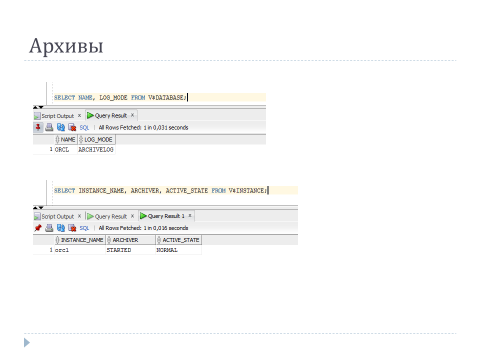 Архивы
SELECT NAME, LOG_MODE FROM V$DATABASE;
Script Output x Query Result x
SQL | All Rows Fetched: 1 in 0,031 seconds
NAME LOG_MODE
1 ORCL ARCHIVELOG
SELECT INSTANCE_NAME, ARCHIVER, ACTIVE_STATE FROM V$INSTANCE;
Script Output x Query Result x Query Result 1 x
SQL | All Rows Fetched: 1 in 0,016 seconds
INSTANCE_NAME ARCHIVER ACTIVE_STATE
1 orcl STARTED NORMAL